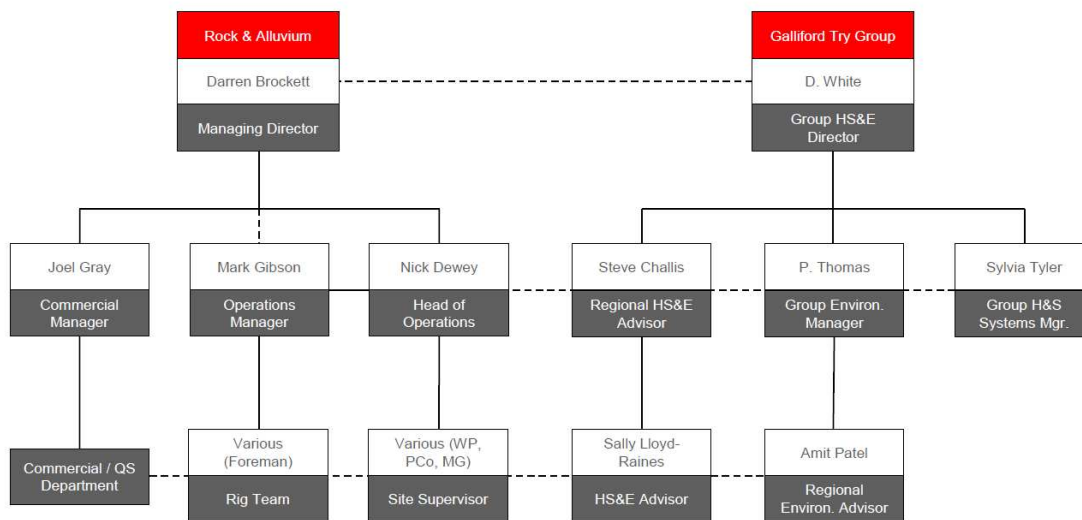 Rock & Alluvium
Darren Brockett
Managing Director
Galliford Try Group
D. White
Group HS&E
Director
Joel Gray
Commercial
Manager
Mark Gibson
Operations
Manager
Nick Dewey
Head of
Operations
Steve Challis
Regional HS&E
Advisor
P. Thomas
Group Environ.
Manager
Sylvia Tyler
Group H&S
Systems Mgr.
Commercial / QS
Department
Various
(Foreman)
Rig Team
Various (WP,
PCo, MG)
Site Supervisor
Sally Lloyd-
Raines
HS&E Advisor
Amit Patel
Regional
Environ. Advisor